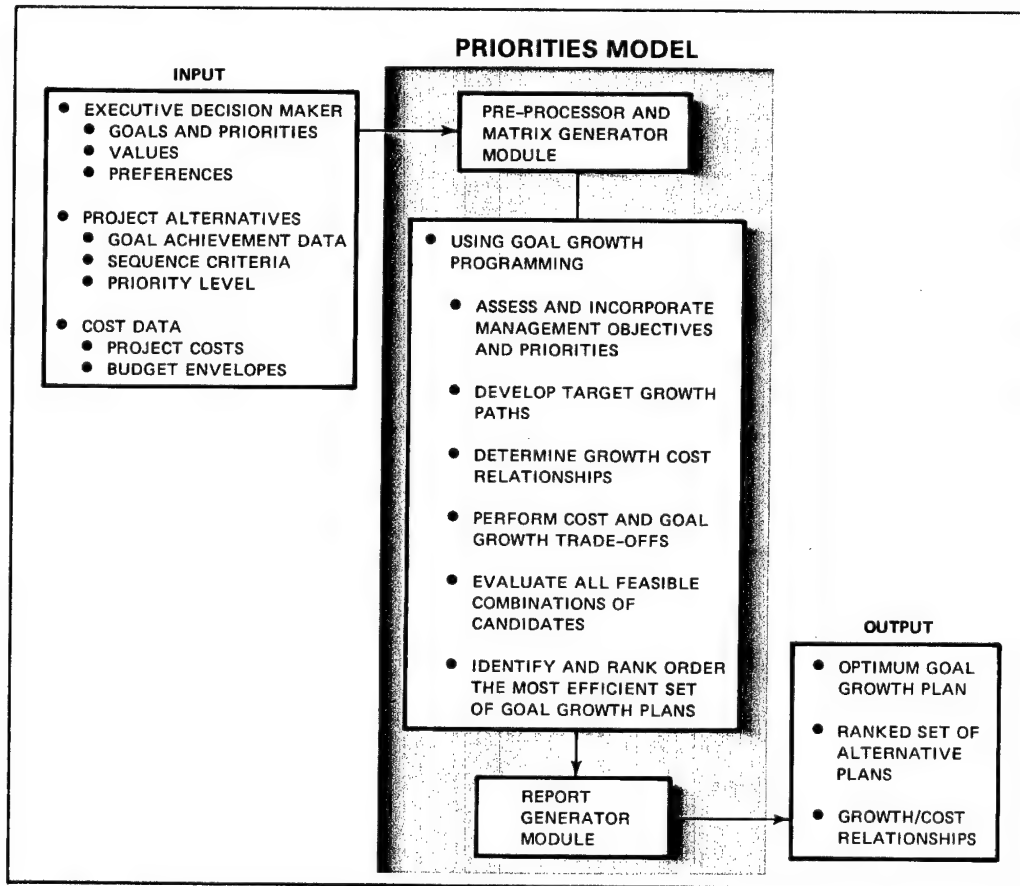 PRIORITIES MODEL
INPUT
● EXECUTIVE DECISION MAKER
● GOALS AND PRIORITIES
● VALUES
● PREFERENCES
● PROJECT ALTERNATIVES
● GOAL ACHIEVEMENT DATA
● SEQUENCE CRITERIA
● PRIORITY LEVEL
● COST DATA
● PROJECT COSTS
● BUDGET ENVELOPES
PRE-PROCESSOR AND
MATRIX GENERATOR
MODULE
● USING GOAL GROWTH
PROGRAMMING
● ASSESS AND INCORPORATE
MANAGEMENT OBJECTIVES
AND PRIORITIES
● DEVELOP TARGET GROWTH
PATHS
● DETERMINE GROWTH COST
RELATIONSHIPS
● PERFORM COST AND GOAL
GROWTH TRADE-OFFS
● EVALUATE ALL FEASIBLE
COMBINATIONS OF
CANDIDATES
● IDENTIFY AND RANK ORDER
THE MOST EFFICIENT SET
OF GOAL GROWTH PLANS
REPORT
GENERATOR
MODULE
OUTPUT
● OPTIMUM GOAL
GROWTH PLAN
● RANKED SET OF
ALTERNATIVE
PLANS
● GROWTH/COST
RELATIONSHIPS